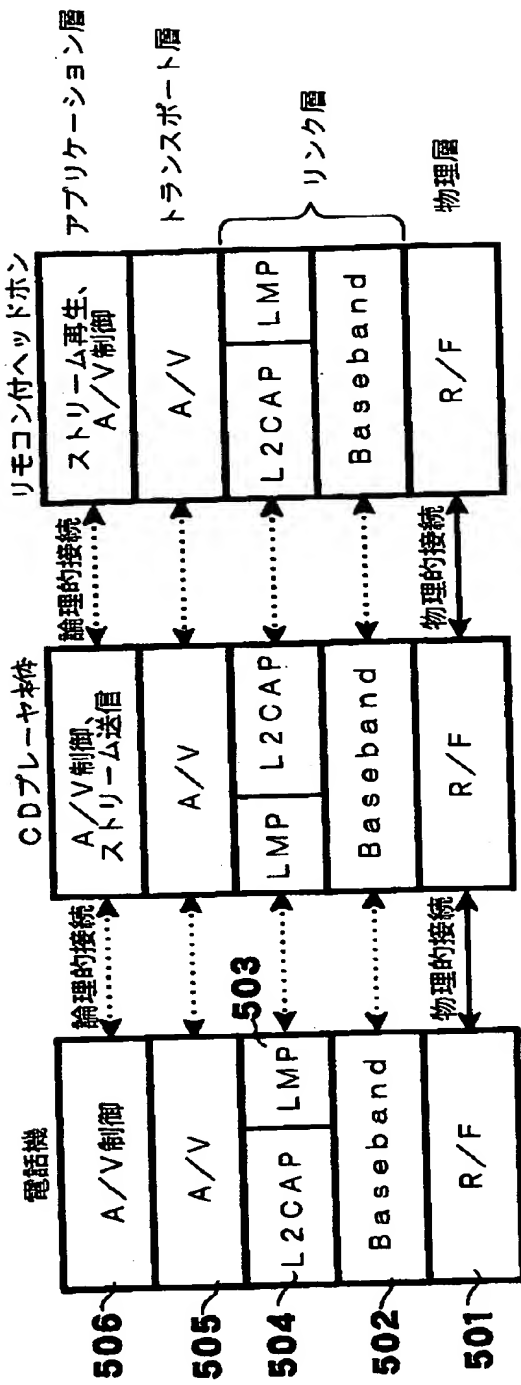 電話機
CDプレーヤ本体
リモコン付ヘッドホン
506
A/V制御
論理的接続
A/V制御、
ストリーム送信
論理的接続
ストリーム再生、
A/V制御
アプリケーション層
505
A/V
A/V
A/V
トランスポート層
504
L2CAP
LMP
503
LMP
L2CAP
L2CAP
LMP
リンク層
502
Baseband
Baseband
Baseband
501
R/F
物理的接続
R/F
物理的接続
R/F
物理層